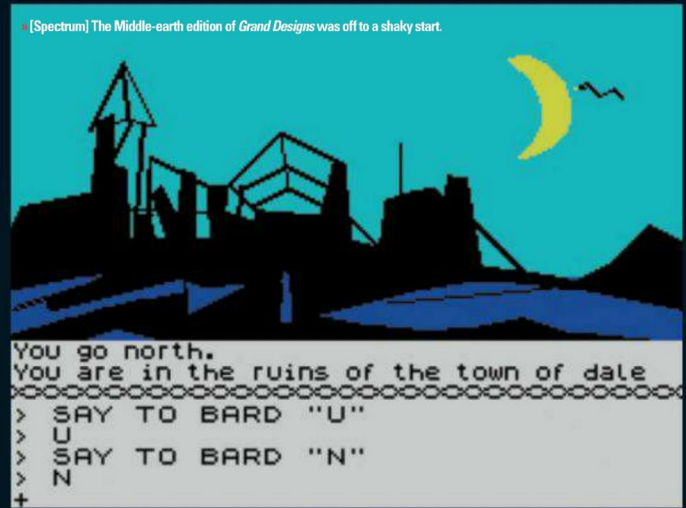 » [Spectrum] The Middle-earth edition of Grand Designs was off to a shaky start.
You go north.
You are in the ruins of the town of dale
> SAY TO BARD "U"
> U
> SAY TO BARD "N"
> N
+